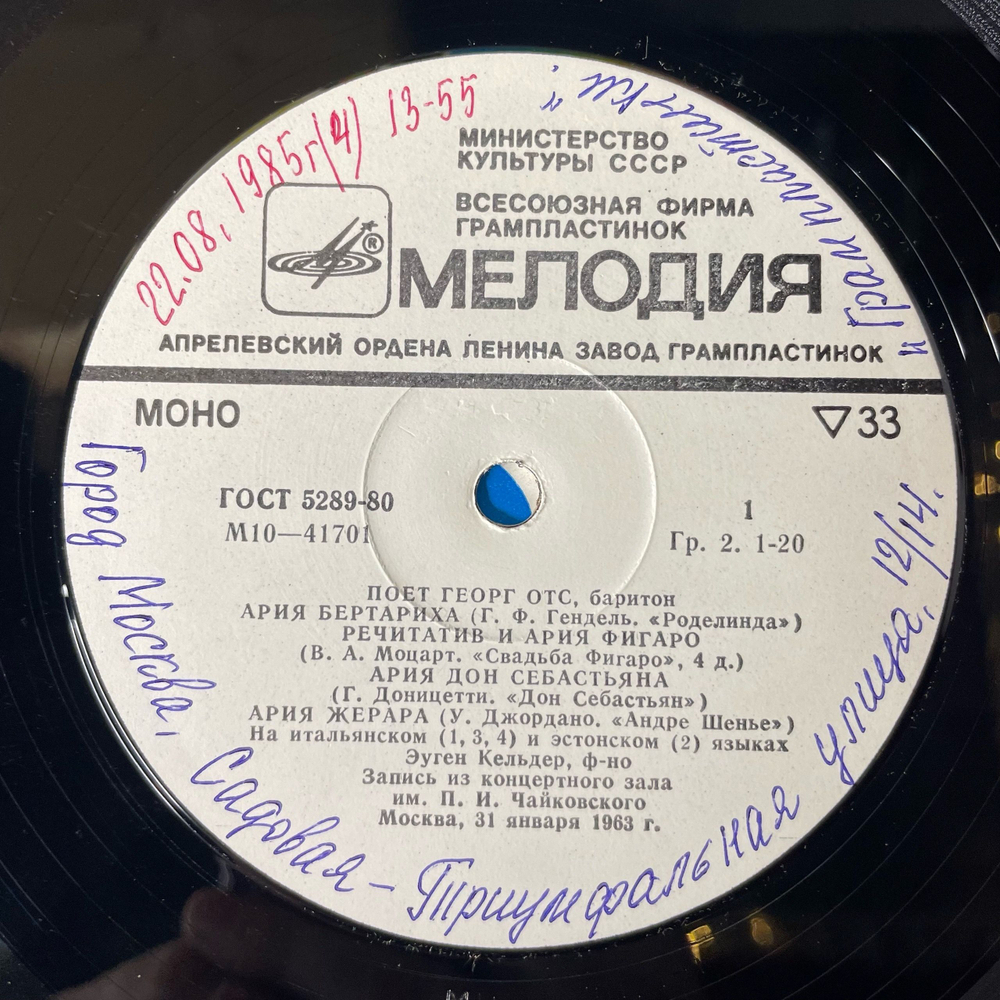 22.08.1985г(4) 13-55
„Грампластинки"
МИНИСТЕРСТВО
КУЛЬТУРЫ СССР
ВСЕСОЮЗНАЯ ФИРМА
ГРАМПЛАСТИНОК
®
МЕЛОДИЯ
АПРЕЛЕВСКИЙ ОРДЕНА ЛЕНИНА ЗАВОД ГРАМПЛАСТИНОК
МОНО
▽33
ГОСТ 5289-80
М10—41701
1
Гр. 2. 1-20
ПОЕТ ГЕОРГ ОТС, баритон
АРИЯ БЕРТАРИХА (Г. Ф. Гендель. «Роделинда»)
РЕЧИТАТИВ И АРИЯ ФИГАРО
(В. А. Моцарт. «Свадьба Фигаро», 4 д.)
АРИЯ ДОН СЕБАСТЬЯНА
(Г. Доницетти. «Дон Себастьян»)
АРИЯ ЖЕРАРА (У. Джордано. «Андре Шенье»)
На итальянском (1, 3, 4) и эстонском (2) языках
Эуген Кельдер, ф-но
Запись из концертного зала
им. П. И. Чайковского
Москва, 31 января 1963 г.
Город Москва, Садовая - Триумфальная улица, 12/14.